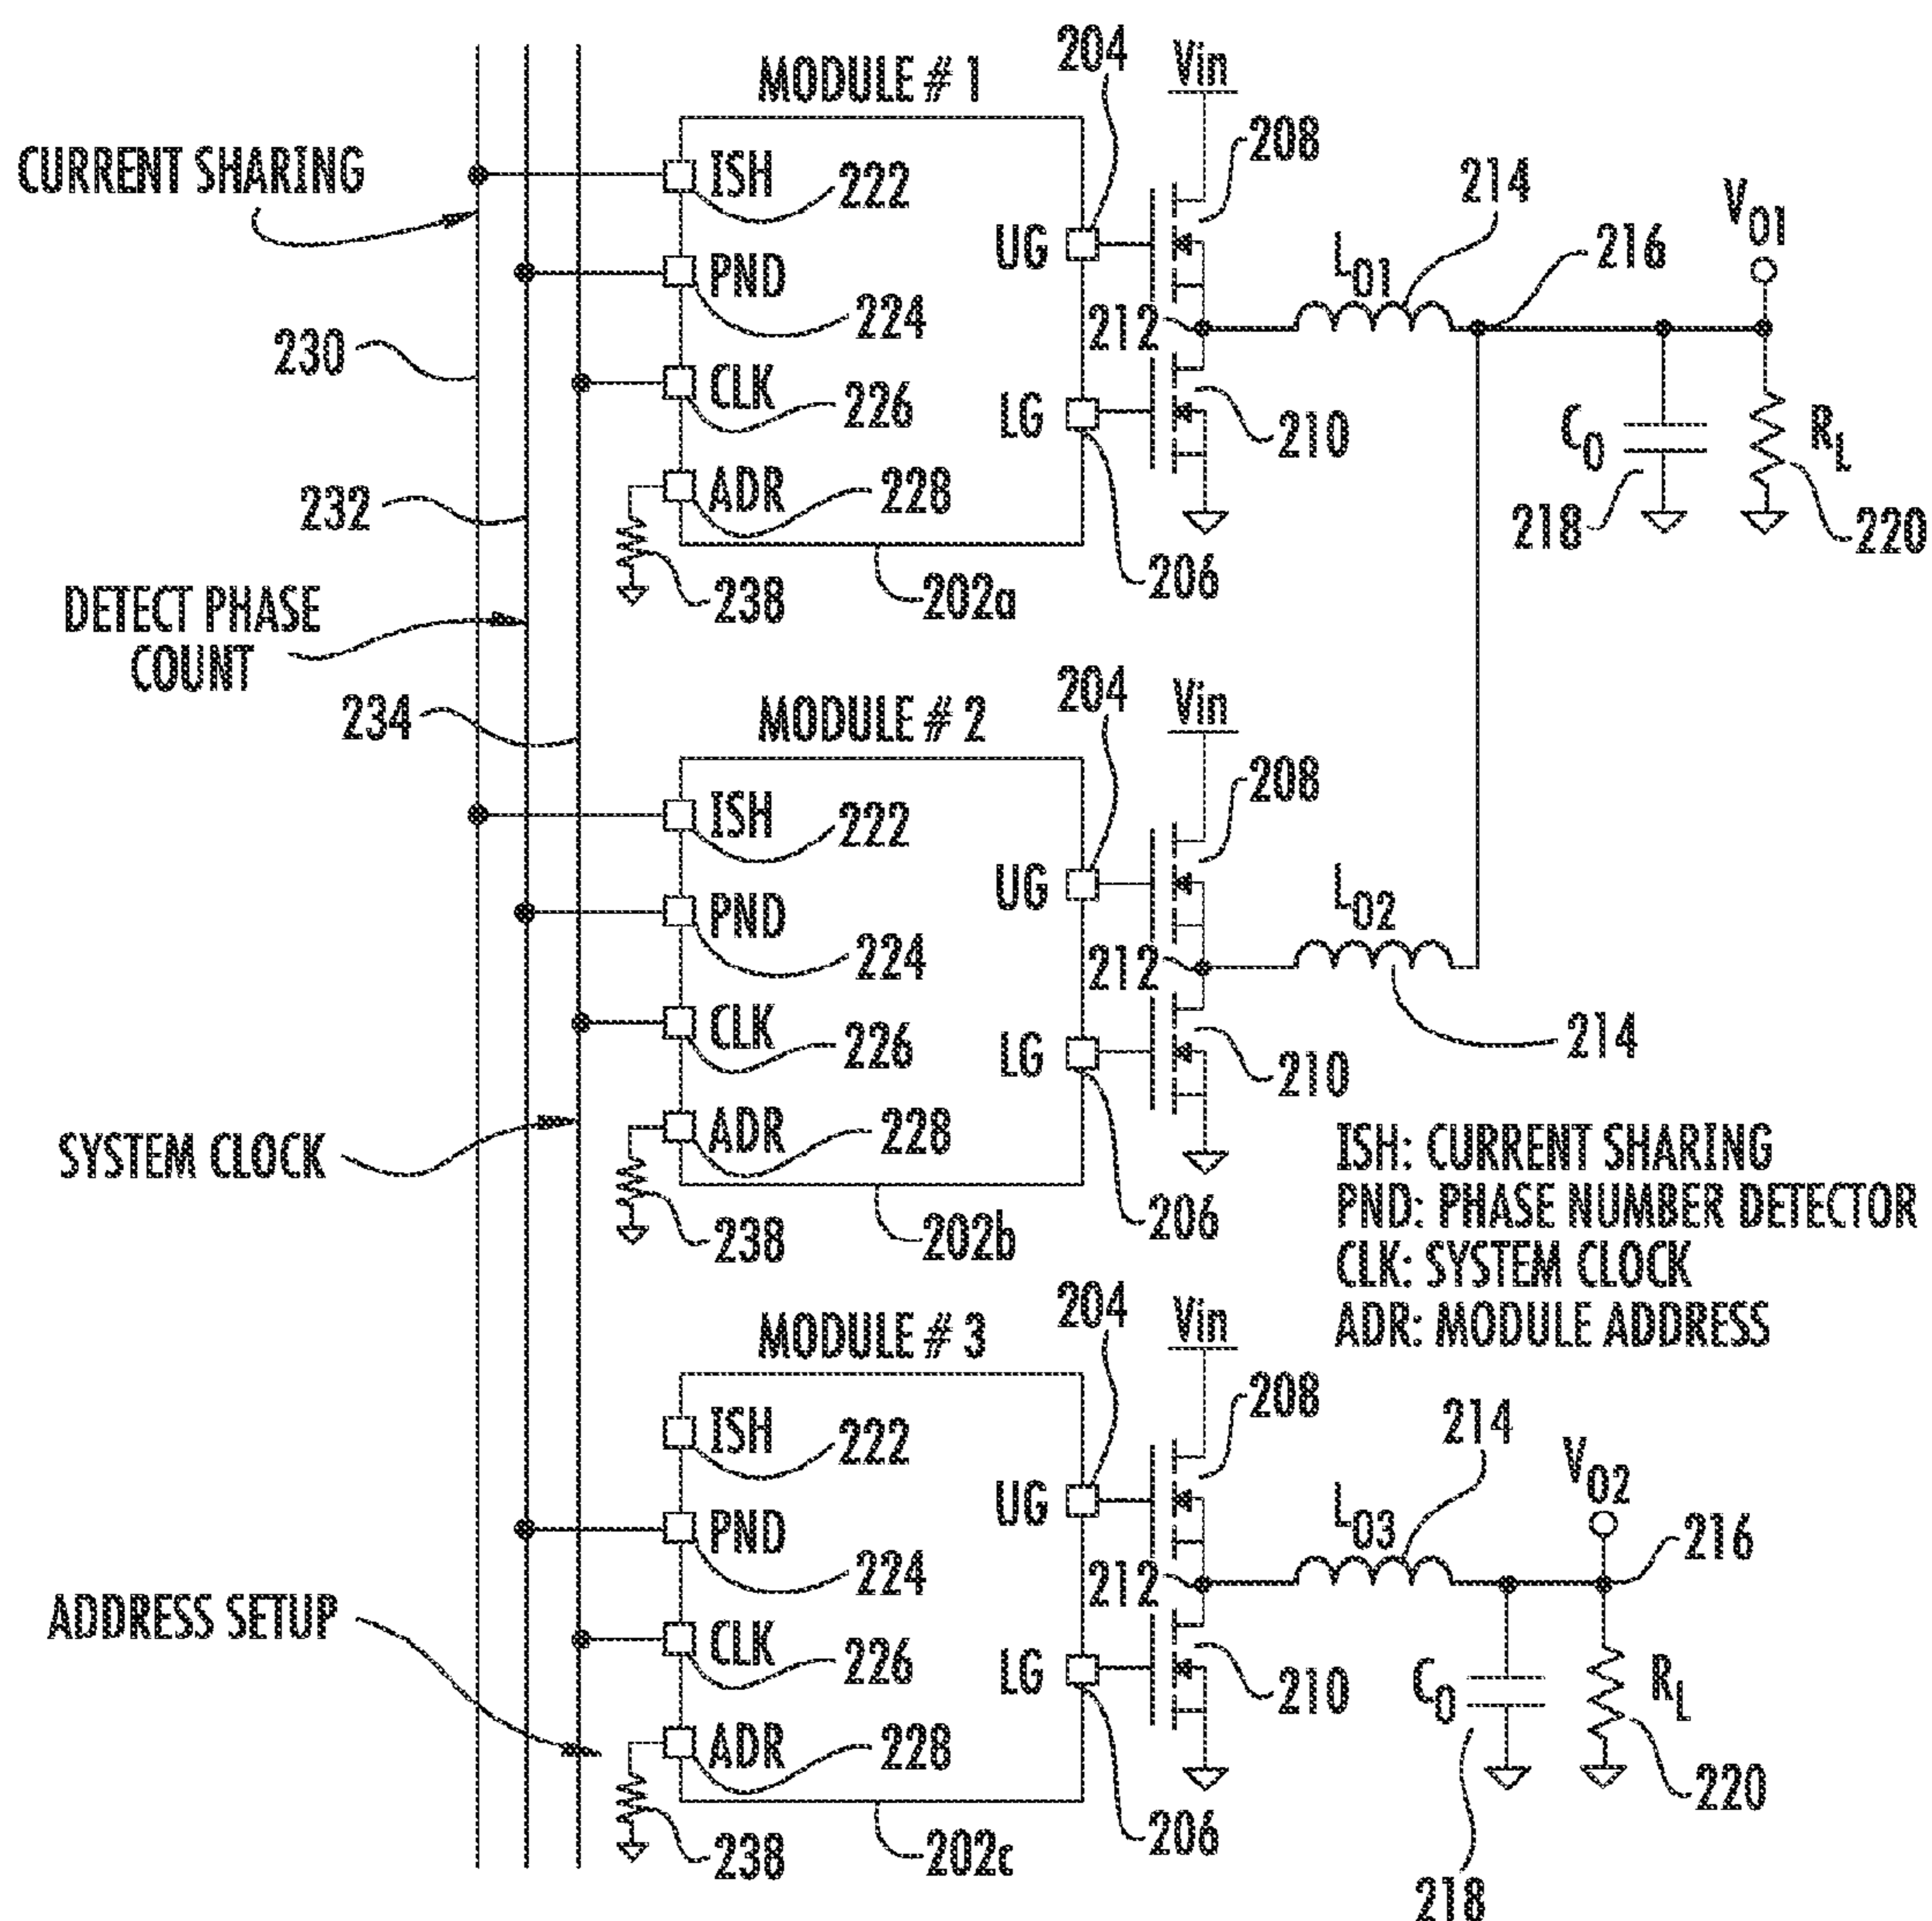 MODULE # 1
204
Vin
208
CURRENT SHARING
ISH
222
UG
214
L01
216
V01
PND
224
212
230
CLK
226
LG
210
C0
RL
218
220
232
ADR
228
206
238
202a
DETECT PHASE
COUNT
234
MODULE # 2
204
Vin
208
ISH
222
UG
L02
PND
224
212
CLK
226
LG
210
214
SYSTEM CLOCK
ADR
228
206
238
202b
ISH: CURRENT SHARING
PND: PHASE NUMBER DETECTOR
CLK: SYSTEM CLOCK
ADR: MODULE ADDRESS
MODULE # 3
204
Vin
208
ISH
222
UG
214
L03
V02
216
PND
224
212
ADDRESS SETUP
CLK
226
LG
210
C0
RL
220
ADR
228
206
238
202c
218